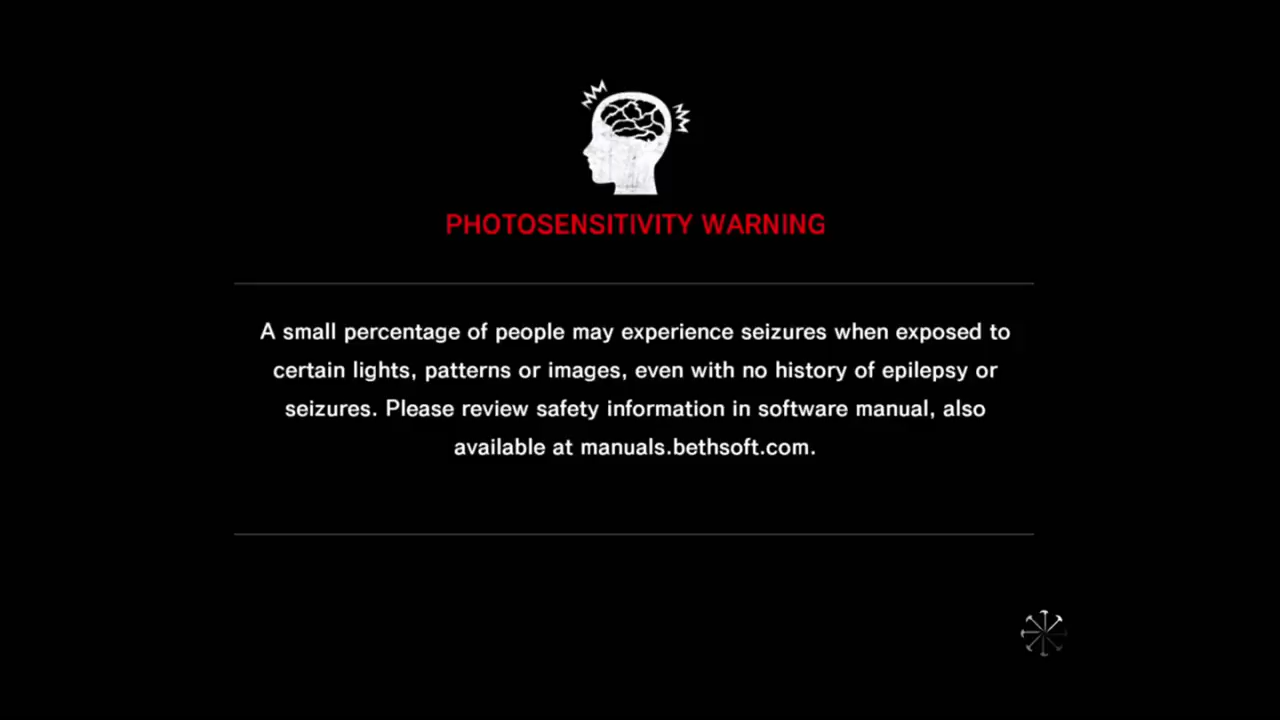 PHOTOSENSITIVITY WARNING
A small percentage of people may experience seizures when exposed to
certain lights, patterns or images, even with no history of epilepsy or
seizures. Please review safety information in software manual, also
available at manuals.bethsoft.com.